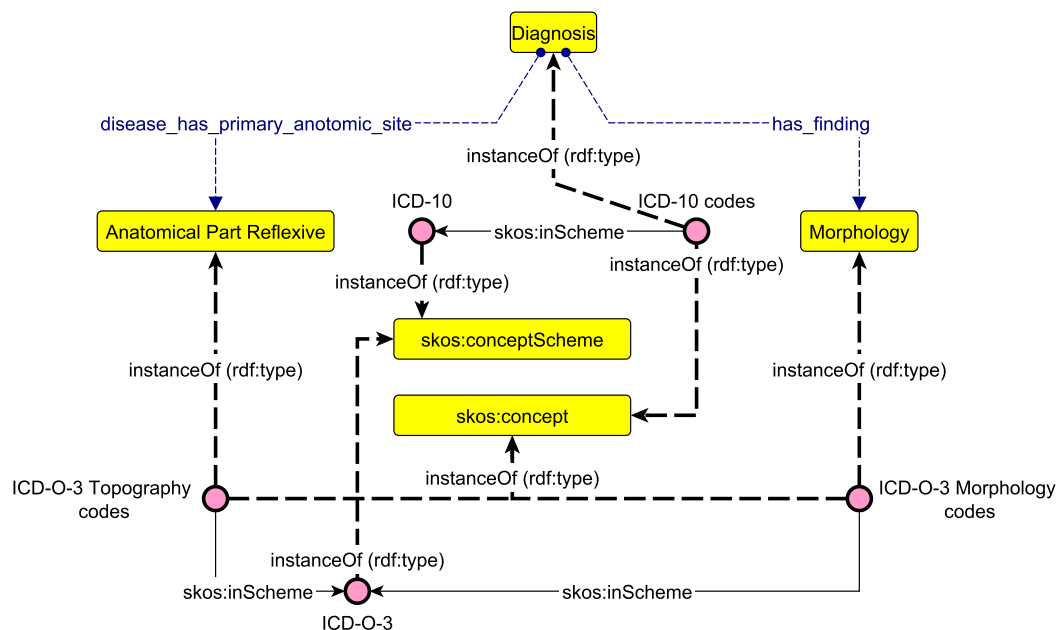 Diagnosis
disease_has_primary_anotomic_site
has_finding
instanceOf (rdf:type)
ICD-10
ICD-10 codes
Anatomical Part Reflexive
skos:inScheme
Morphology
instanceOf (rdf:type)
instanceOf (rdf:type)
skos:conceptScheme
instanceOf (rdf:type)
instanceOf (rdf:type)
skos:concept
instanceOf (rdf:type)
ICD-O-3 Topography
codes
ICD-O-3 Morphology
codes
instanceOf (rdf:type)
skos:inScheme
skos:inScheme
ICD-O-3